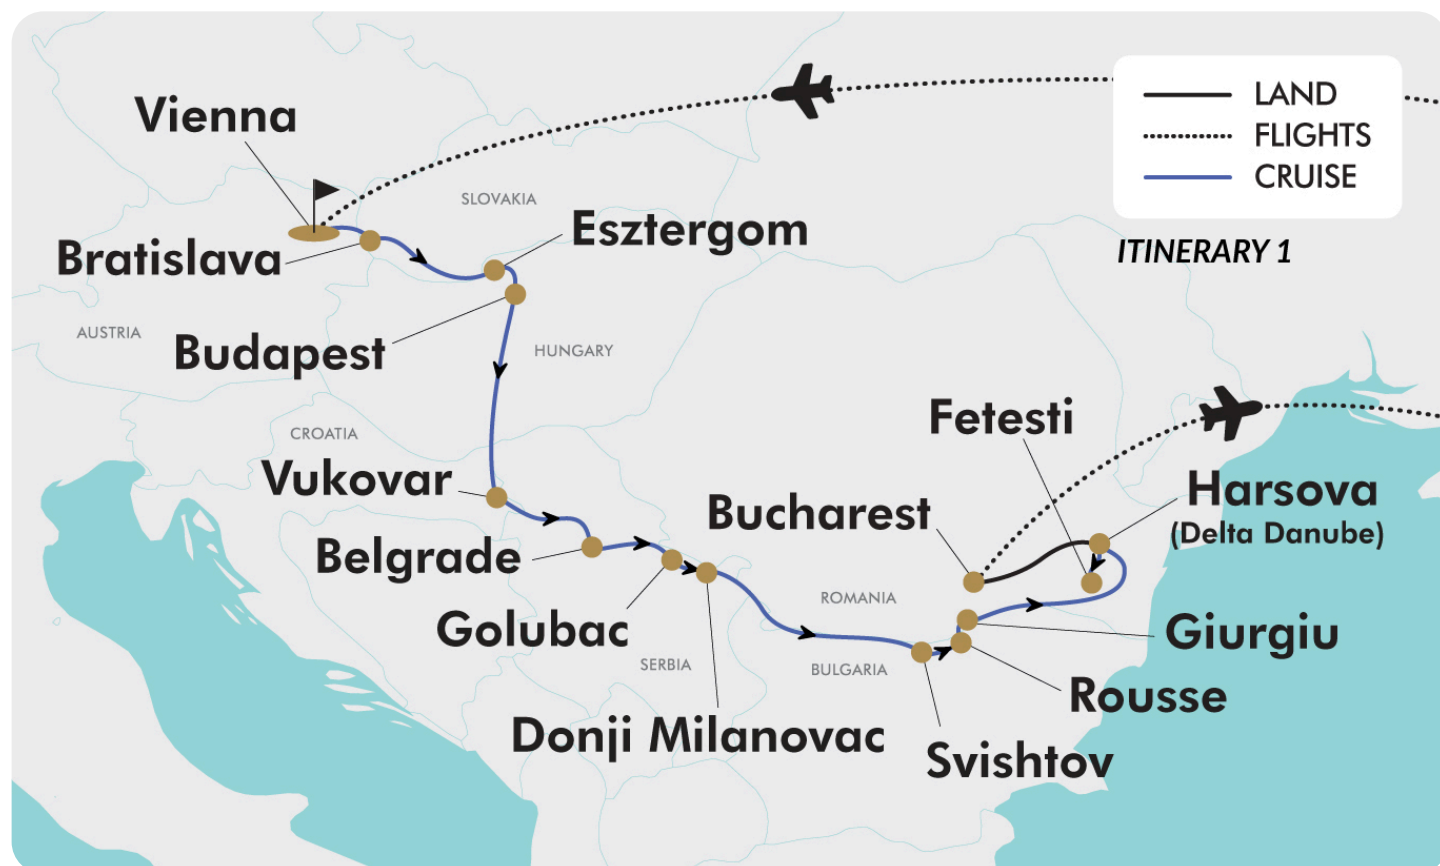 LAND
FLIGHTS
CRUISE
ITINERARY 1
Vienna
SLOVAKIA
Esztergom
Bratislava
AUSTRIA
Budapest
HUNGARY
CROATIA
Vukovar
Fetesti
Harsova
(Delta Danube)
Bucharest
Belgrade
ROMANIA
Golubac
Giurgiu
SERBIA
BULGARIA
Rousse
Donji Milanovac
Svishtov